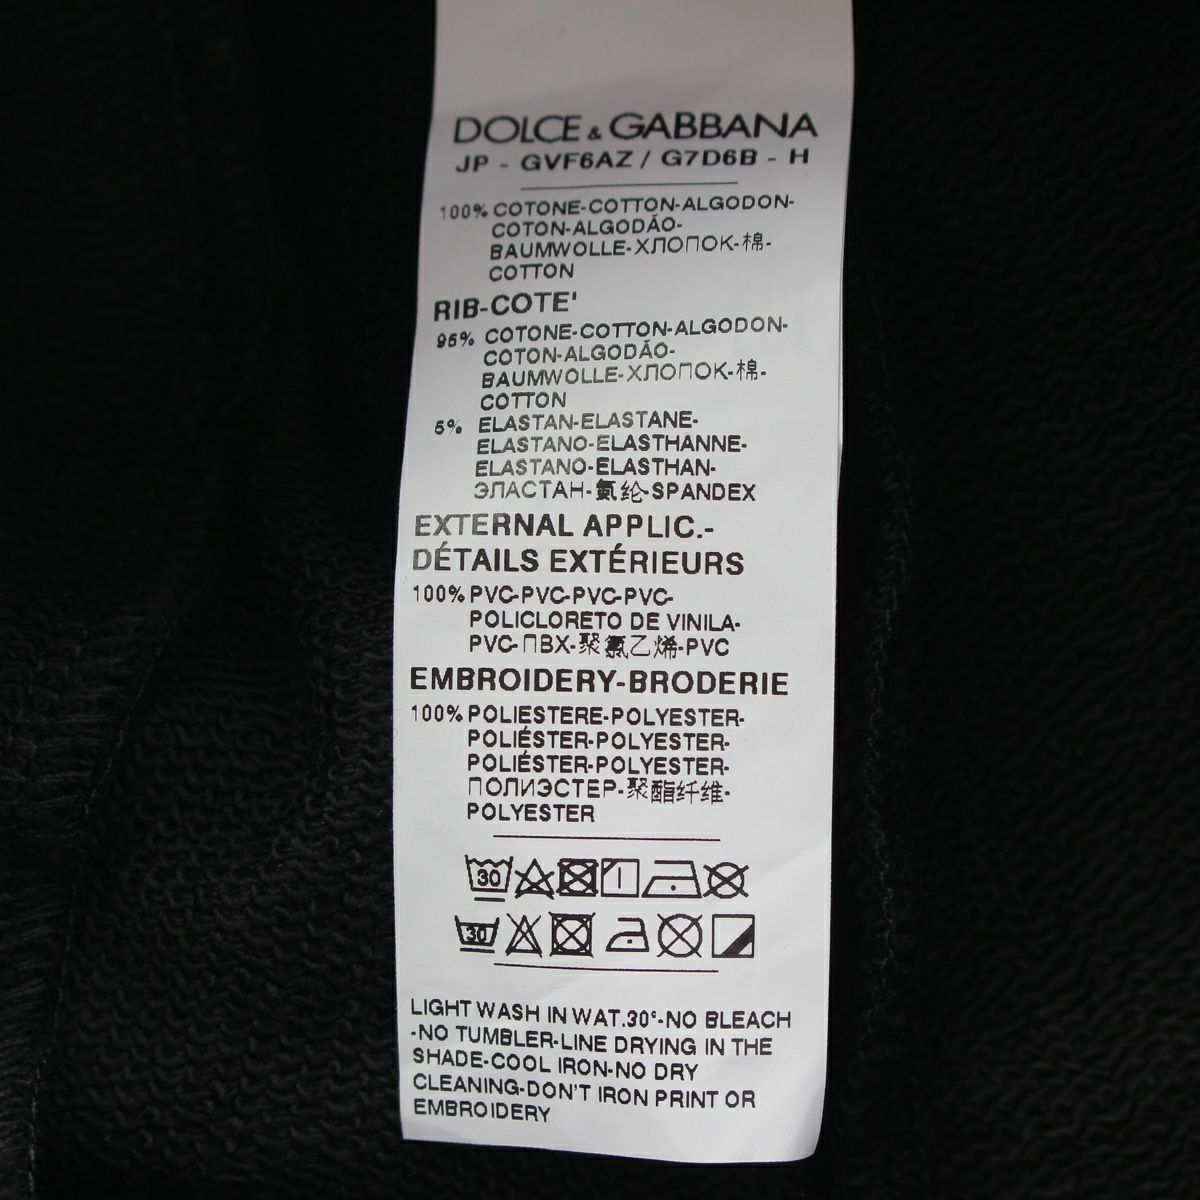 DOLCE & GABBANA
JP - GVF6AZ / G7D6B - H
100% COTONE-COTTON-ALGODON-
COTON-ALGODÃO-
BAUMWOLLE-ХЛОПОК-棉-
COTTON
RIB-COTE'
95% COTONE-COTTON-ALGODON-
COTON-ALGODÃO-
BAUMWOLLE-ХЛОПОК-棉-
COTTON
5% ELASTAN-ELASTANE-
ELASTANO-ELASTHANNE-
ELASTANO-ELASTHAN-
ЭЛАСТАН-氨纶-SPANDEX
EXTERNAL APPLIC.-
DÉTAILS EXTÉRIEURS
100% PVC-PVC-PVC-PVC-
POLICLORETO DE VINILA-
PVC-ПВХ-聚氯乙烯-PVC
EMBROIDERY-BRODERIE
100% POLIESTERE-POLYESTER-
POLIÉSTER-POLYESTER-
POLIÉSTER-POLYESTER-
ПОЛИЭСТЕР-聚酯纤维-
POLYESTER
30
30
LIGHT WASH IN WAT.30°-NO BLEACH
-NO TUMBLER-LINE DRYING IN THE
SHADE-COOL IRON-NO DRY
CLEANING-DON'T IRON PRINT OR
EMBROIDERY